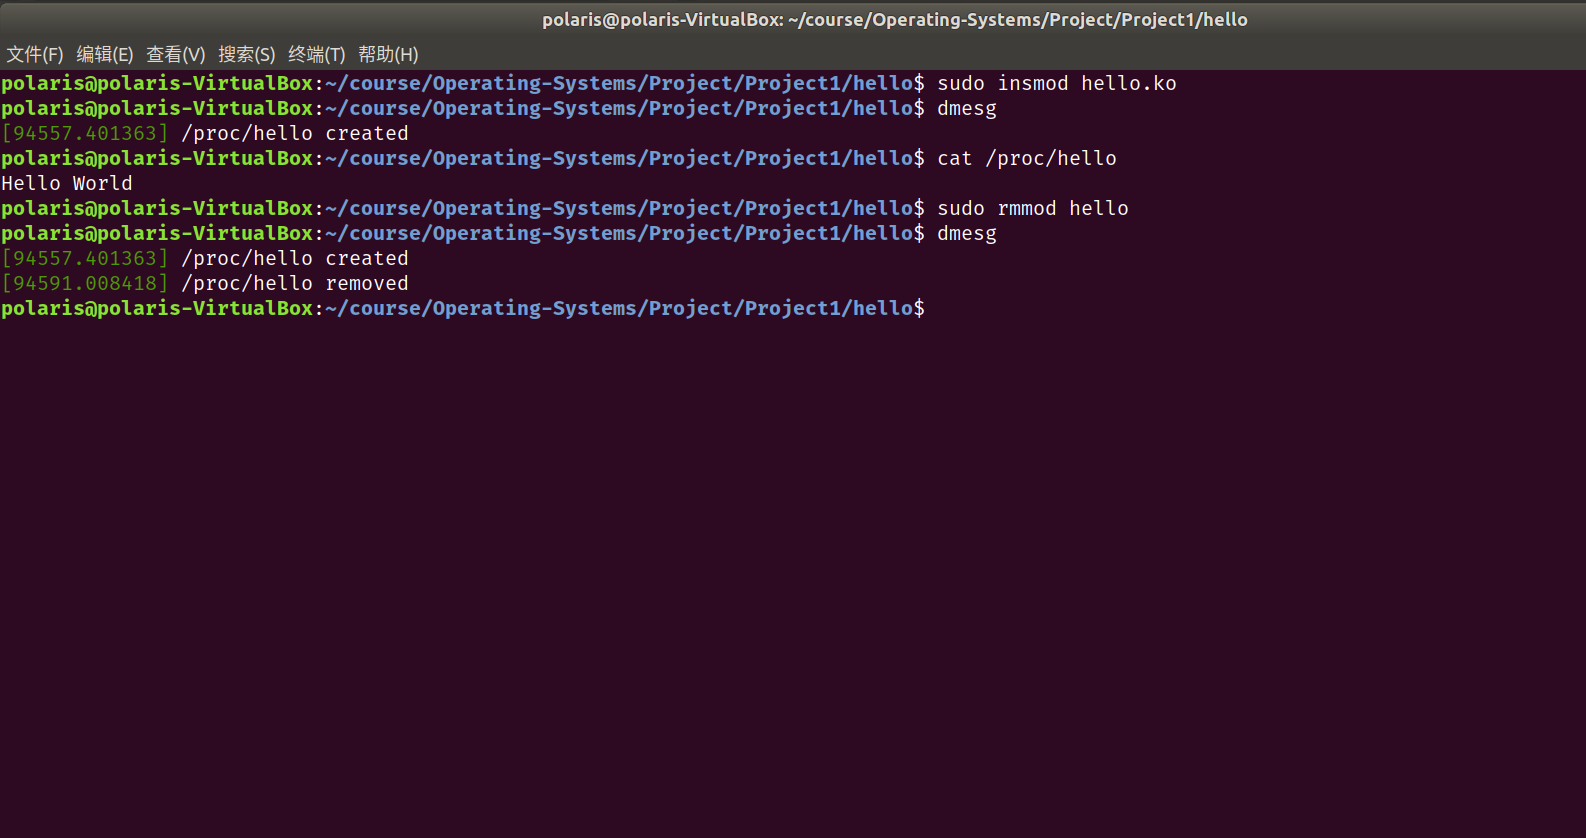 polaris@polaris-VirtualBox: ~/course/Operating-Systems/Project/Project1/hello
文件(F) 编辑(E) 查看(V) 搜索(S) 终端(T) 帮助(H)
polaris@polaris-VirtualBox:~/course/Operating-Systems/Project/Project1/hello$ sudo insmod hello.ko
polaris@polaris-VirtualBox:~/course/Operating-Systems/Project/Project1/hello$ dmesg
[94557.401363] /proc/hello created
polaris@polaris-VirtualBox:~/course/Operating-Systems/Project/Project1/hello$ cat /proc/hello
Hello World
polaris@polaris-VirtualBox:~/course/Operating-Systems/Project/Project1/hello$ sudo rmmod hello
polaris@polaris-VirtualBox:~/course/Operating-Systems/Project/Project1/hello$ dmesg
[94557.401363] /proc/hello created
[94591.008418] /proc/hello removed
polaris@polaris-VirtualBox:~/course/Operating-Systems/Project/Project1/hello$